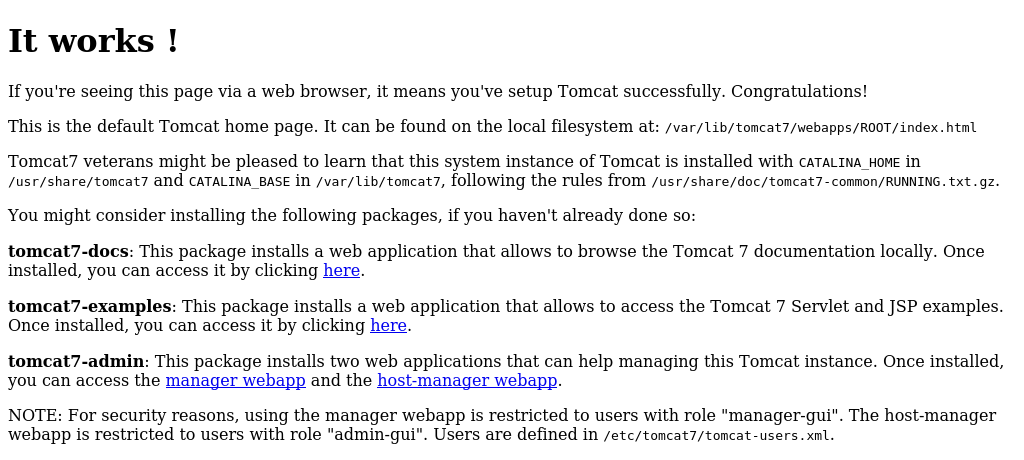 It works !
If you're seeing this page via a web browser, it means you've setup Tomcat successfully. Congratulations!
This is the default Tomcat home page. It can be found on the local filesystem at: /var/lib/tomcat7/webapps/ROOT/index.html
Tomcat7 veterans might be pleased to learn that this system instance of Tomcat is installed with CATALINA_HOME in
/usr/share/tomcat7 and CATALINA_BASE in /var/lib/tomcat7, following the rules from /usr/share/doc/tomcat7-common/RUNNING.txt.gz.
You might consider installing the following packages, if you haven't already done so:
tomcat7-docs: This package installs a web application that allows to browse the Tomcat 7 documentation locally. Once
installed, you can access it by clicking here.
tomcat7-examples: This package installs a web application that allows to access the Tomcat 7 Servlet and JSP examples.
Once installed, you can access it by clicking here.
tomcat7-admin: This package installs two web applications that can help managing this Tomcat instance. Once installed,
you can access the manager webapp and the host-manager webapp.
NOTE: For security reasons, using the manager webapp is restricted to users with role "manager-gui". The host-manager
webapp is restricted to users with role "admin-gui". Users are defined in /etc/tomcat7/tomcat-users.xml.